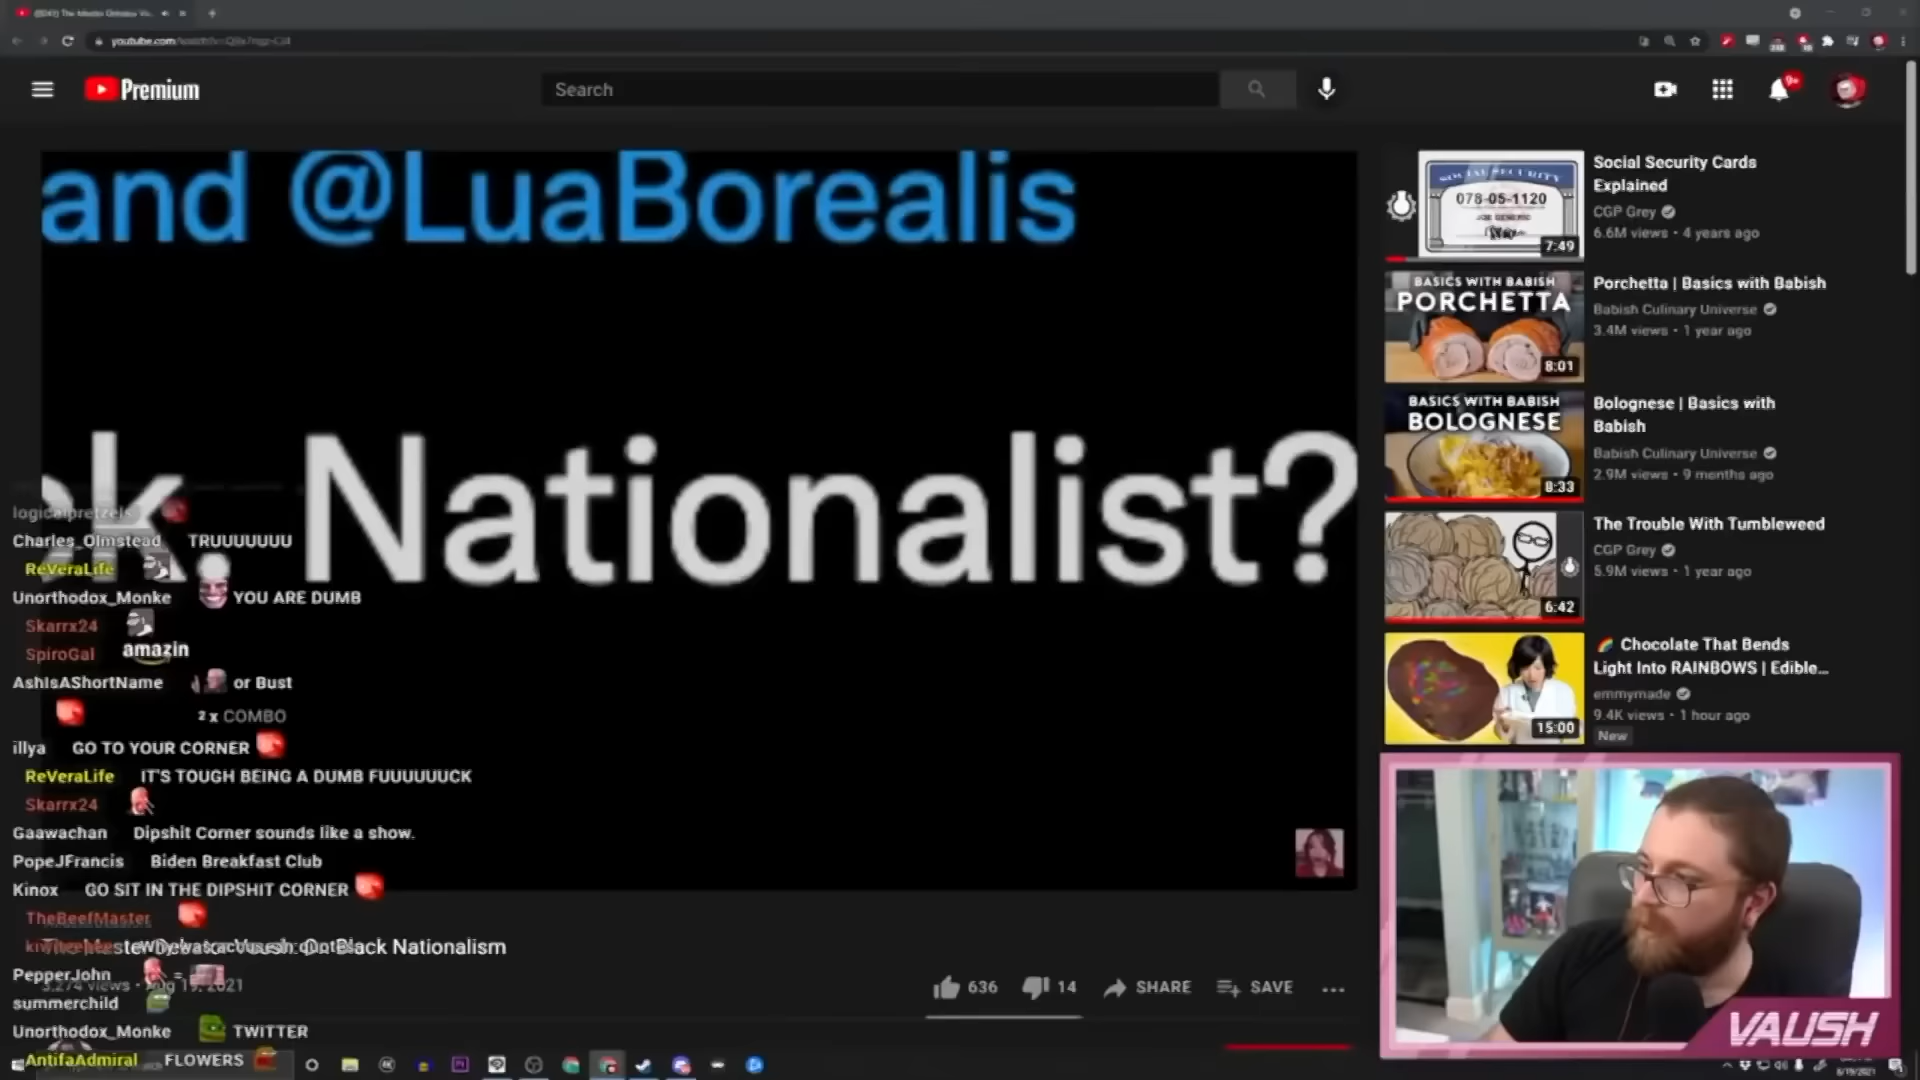 youtube.com
Premium
Search
9+
and @LuaBorealis
k Nationalist?
SOCIAL SECURITY
078-05-1120
7:49
Social Security Cards
Explained
CGP Grey
6.6M views • 4 years ago
BASICS WITH BABISH
PORCHETTA
8:01
Porchetta | Basics with Babish
Babish Culinary Universe
3.4M views • 1 year ago
BASICS WITH BABISH
BOLOGNESE
8:33
Bolognese | Basics with
Babish
Babish Culinary Universe
2.9M views • 9 months ago
6:42
The Trouble With Tumbleweed
CGP Grey
5.9M views • 1 year ago
15:00
Chocolate That Bends
Light Into RAINBOWS | Edible...
emmymade
9.4K views • 1 hour ago
New
logicalpretzels
Charles_Olmstead TRUUUUUUU
ReVeraLife
Unorthodox_Monke YOU ARE DUMB
Skarrx24
SpiroGal amazin
AshIsAShortName or Bust
2 x COMBO
illya GO TO YOUR CORNER
ReVeraLife IT'S TOUGH BEING A DUMB FUUUUUUCK
Skarrx24
Gaawachan Dipshit Corner sounds like a show.
PopeJFrancis Biden Breakfast Club
Kinox GO SIT IN THE DIPSHIT CORNER
TheBeefMaster
Black Nationalism
PepperJohn =
3,274 views • Aug 19, 2021
summerchild
Unorthodox_Monke TWITTER
AntifaAdmiral FLOWERS
636 14 SHARE SAVE
VAUSH
8/19/2021